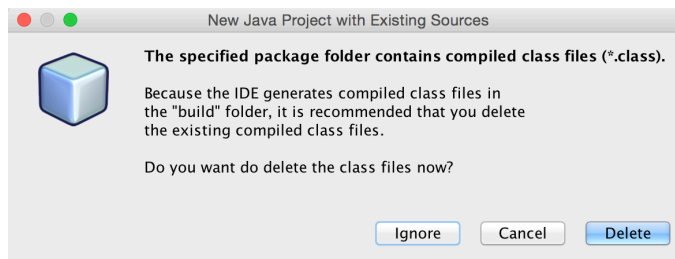 New Java Project with Existing Sources
The specified package folder contains compiled class files (*.class).
Because the IDE generates compiled class files in
the "build" folder, it is recommended that you delete
the existing compiled class files.
Do you want do delete the class files now?
Ignore
Cancel
Delete